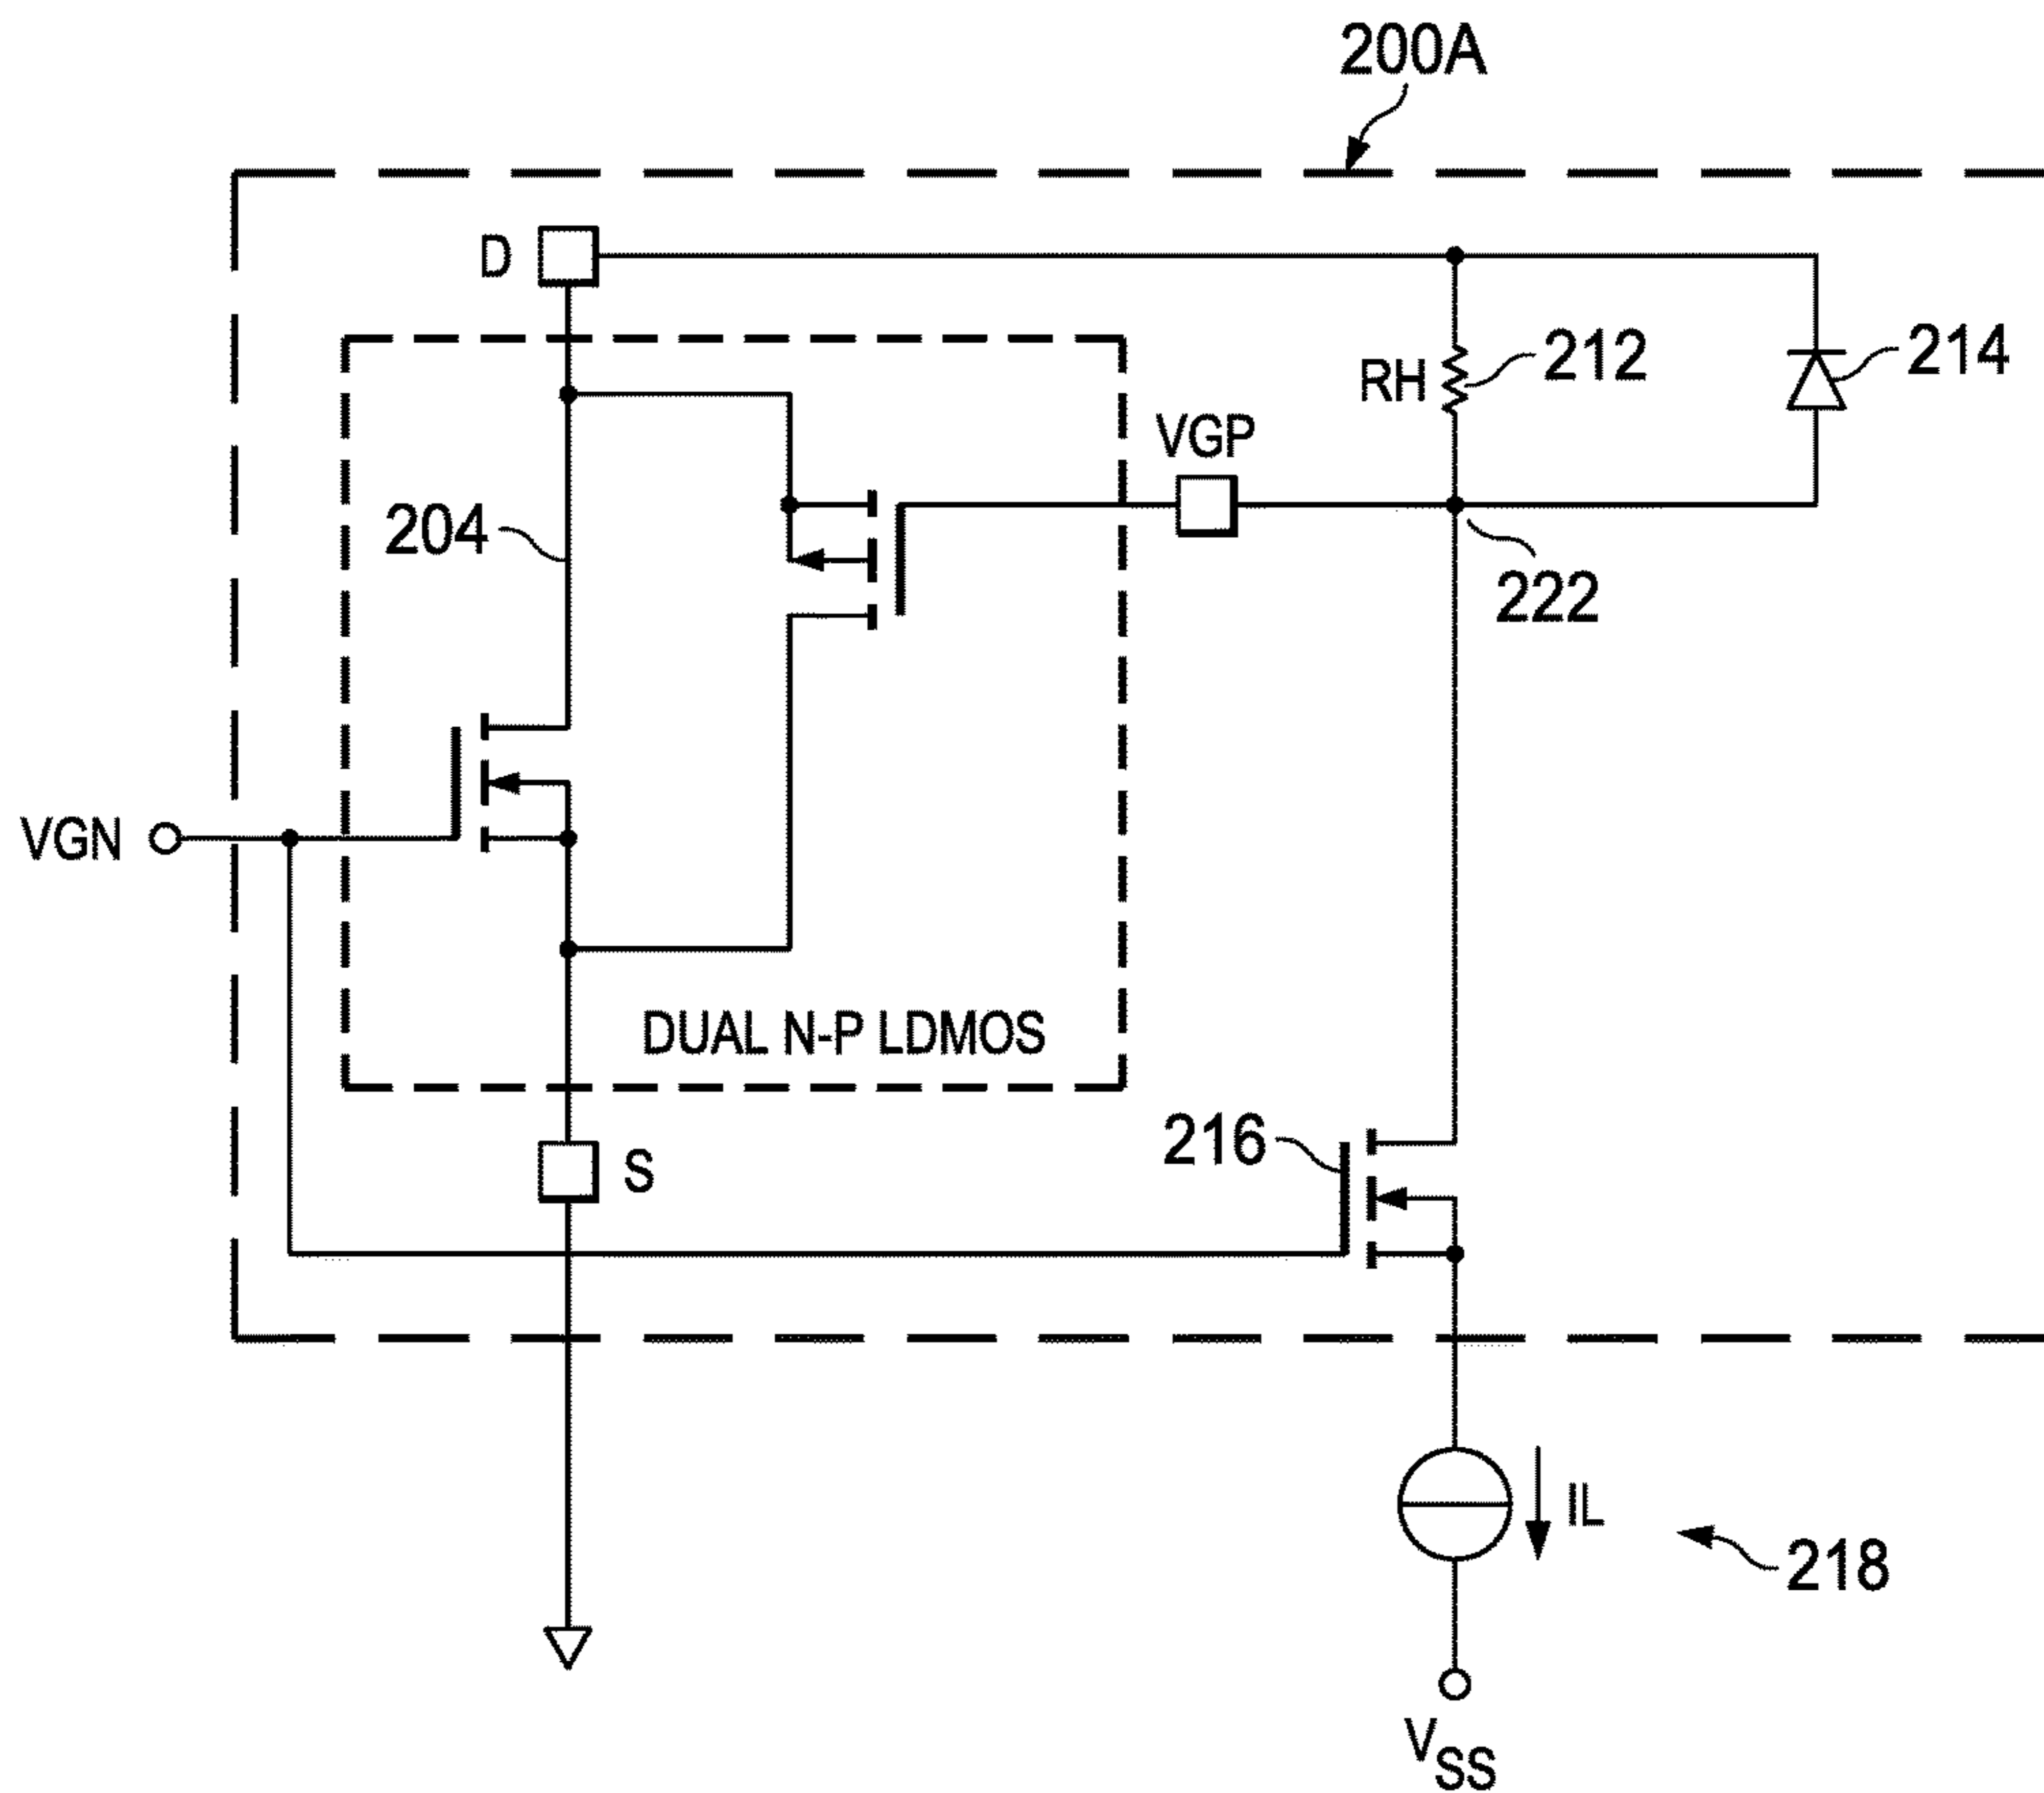 200A
D
RH
212
214
VGP
204
222
VGN
DUAL N-P LDMOS
216
S
IL
218
VSS